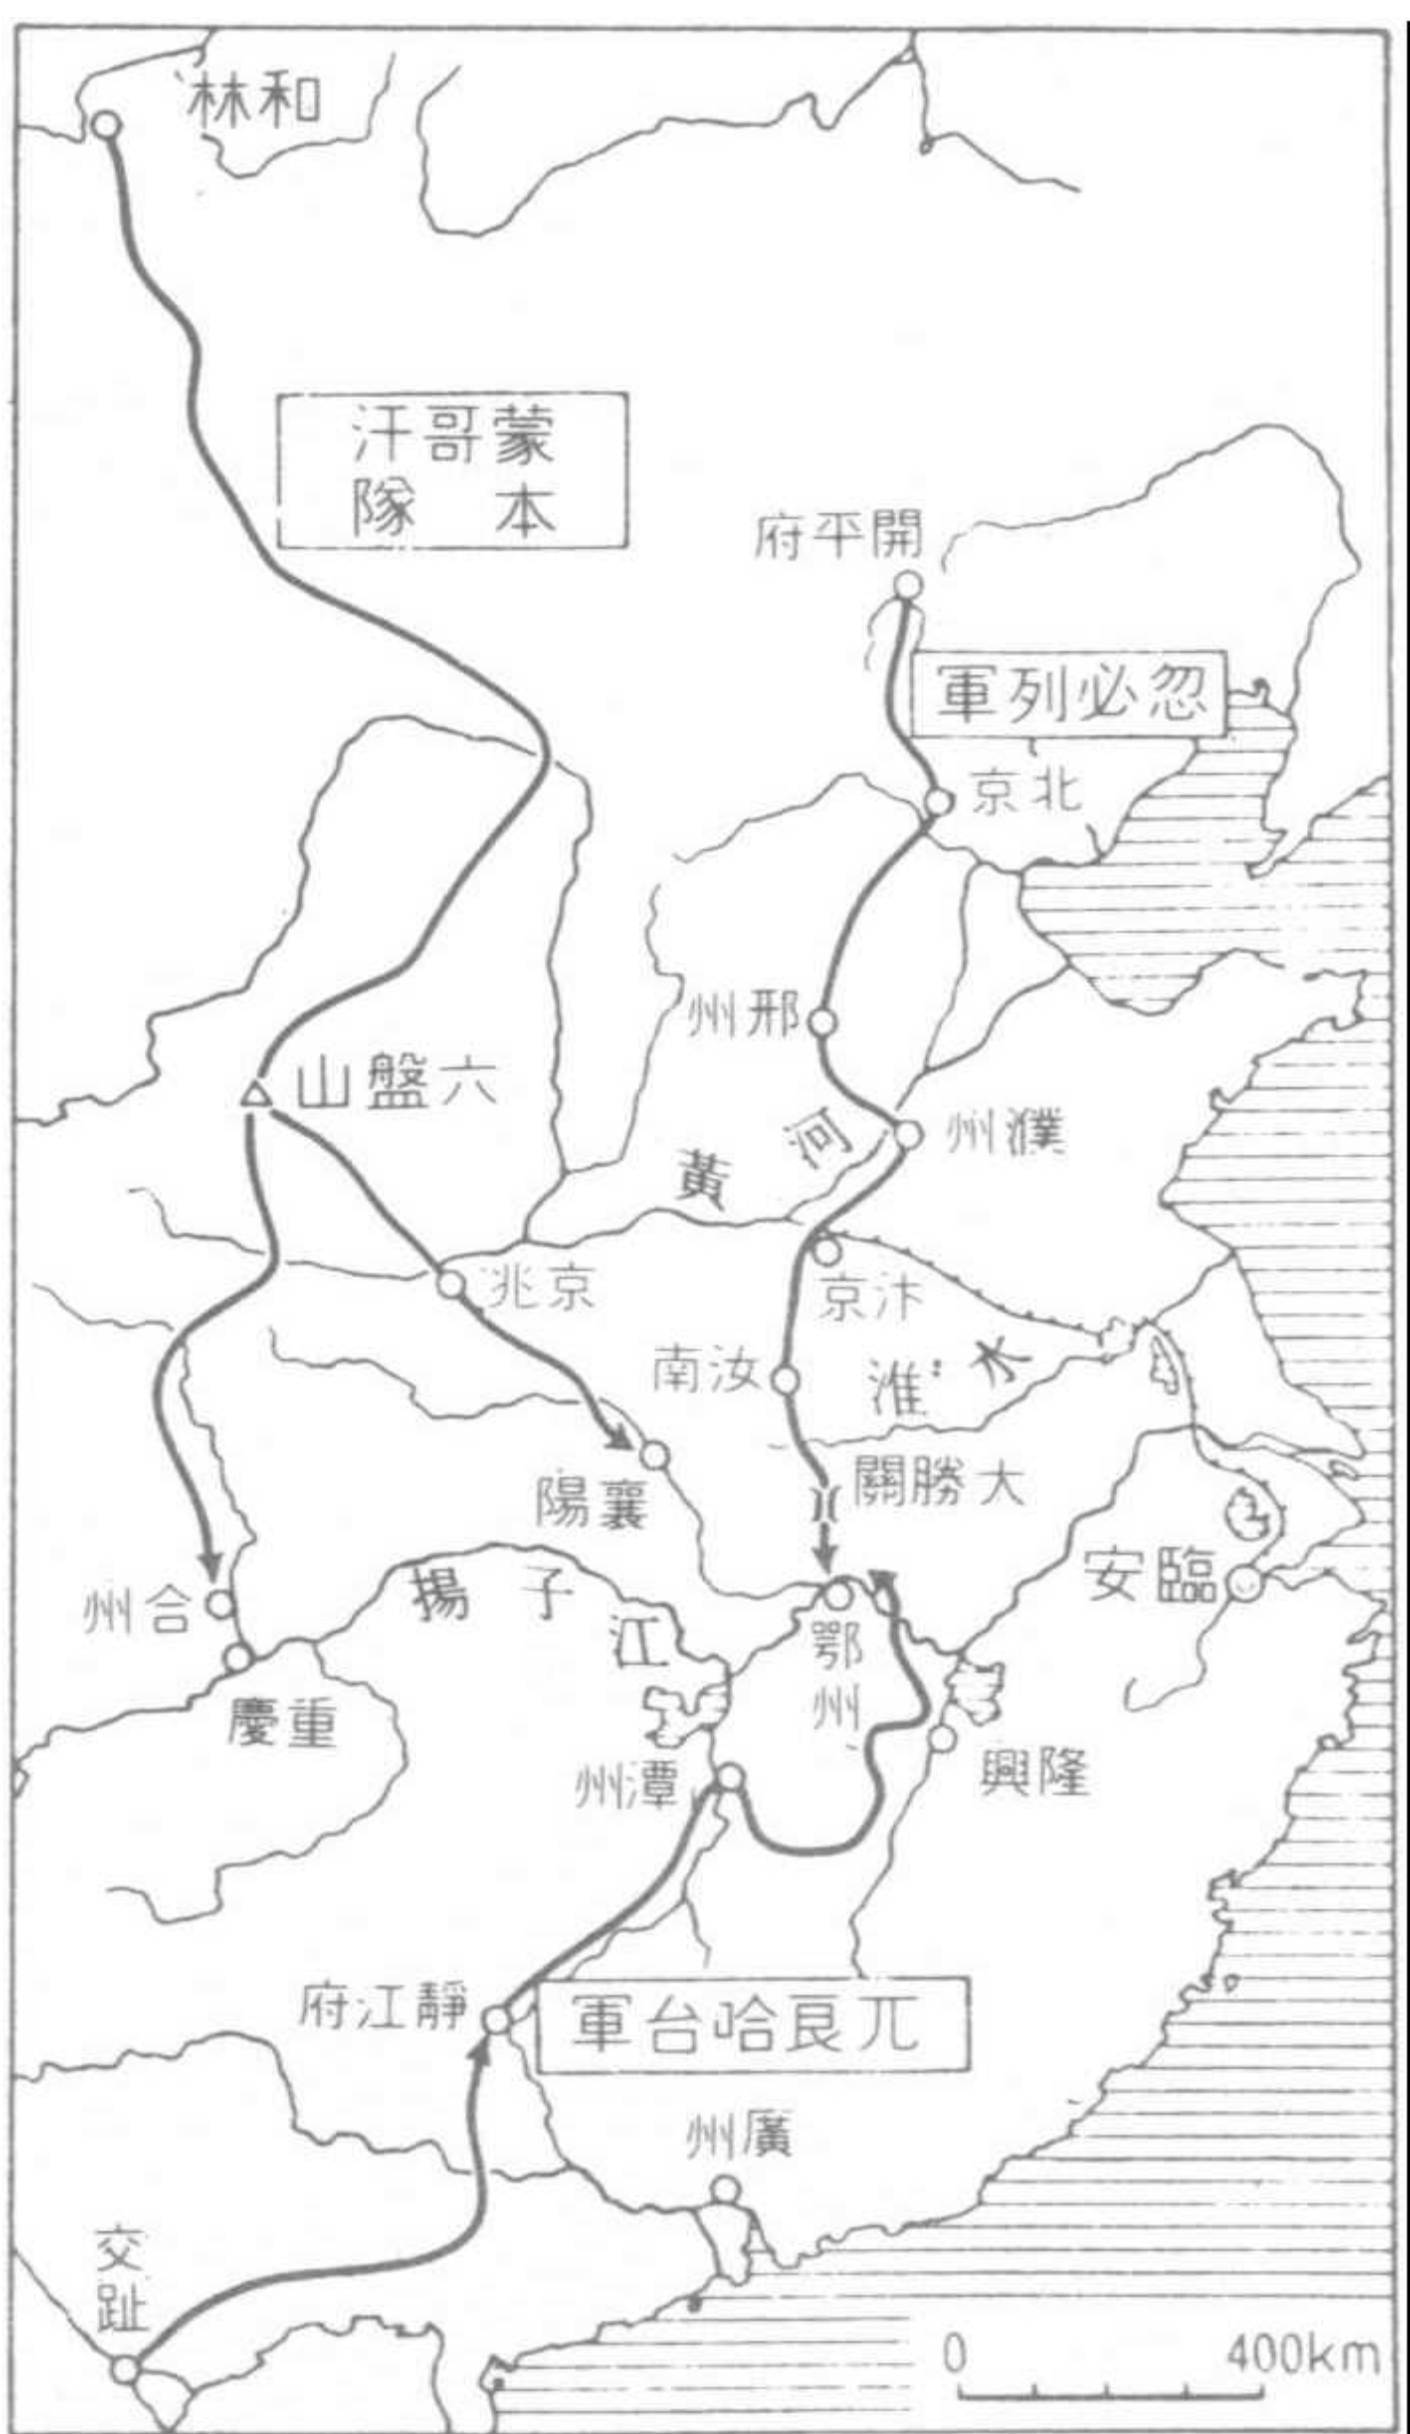 和林
蒙哥汗
本隊
開平府
忽必列軍
北京
邢州
六盤山
濮州
黃河
京兆
汴京
汝南
淮水
大勝關
襄陽
臨安
合州
揚子江
鄂州
重慶
隆興
潭州
靜江府
兀良哈台軍
廣州
交趾
0 400km